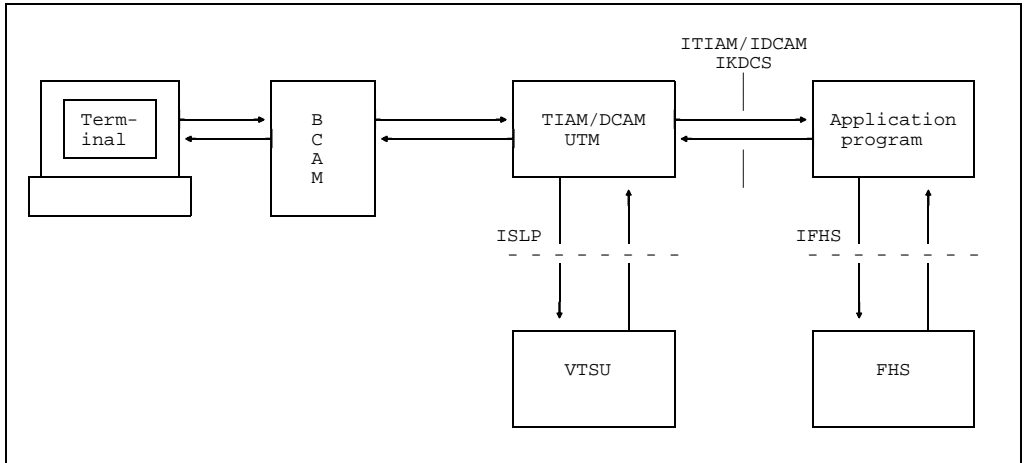 ITIAM/IDCAM
IKDCS
Term-
inal
B
C
A
M
TIAM/DCAM
UTM
Application
program
ISLP
IFHS
VTSU
FHS